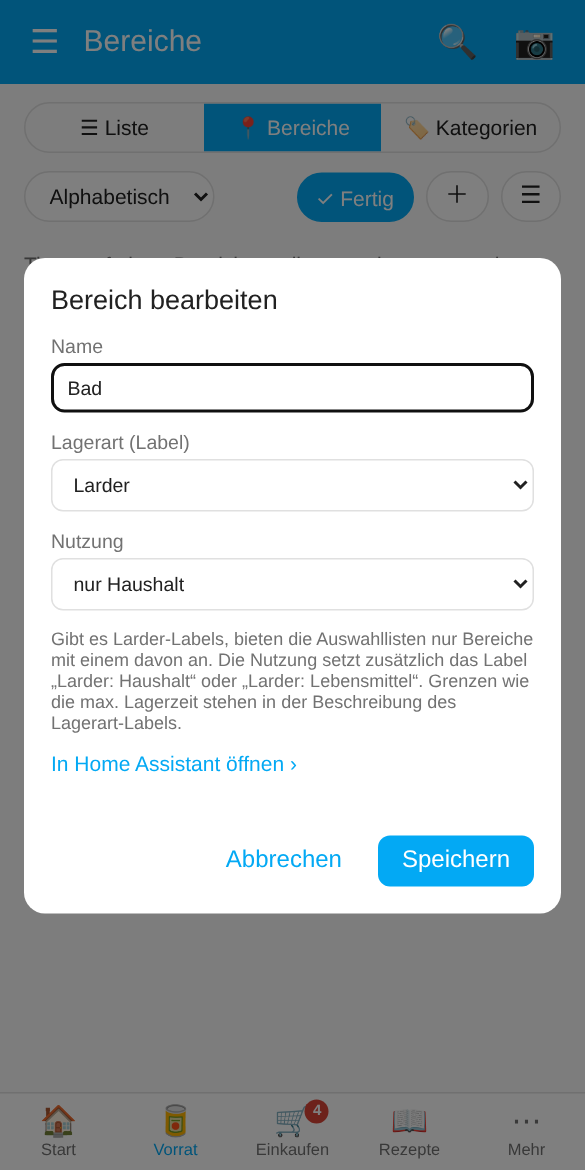 Bereiche
Liste
Bereiche
Kategorien
Alphabetisch
Fertig
Bereich bearbeiten
Name
Bad
Lagerart (Label)
Larder
Nutzung
nur Haushalt
Gibt es Larder-Labels, bieten die Auswahllisten nur Bereiche
mit einem davon an. Die Nutzung setzt zusätzlich das Label
„Larder: Haushalt“ oder „Larder: Lebensmittel“. Grenzen wie
die max. Lagerzeit stehen in der Beschreibung des
Lagerart-Labels.
In Home Assistant öffnen ›
Abbrechen
Speichern
4
Start
Vorrat
Einkaufen
Rezepte
Mehr